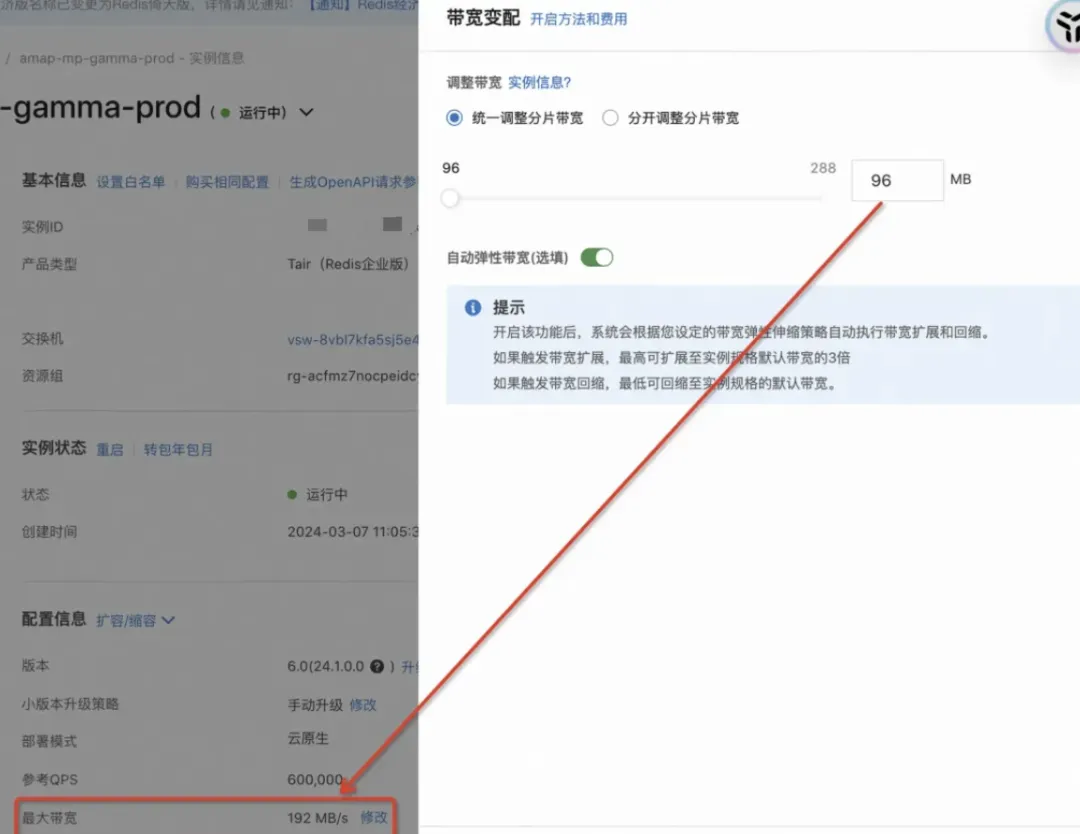 济版名称已变更为Redis倚天版，详情请见通知：【通知】Redis经济
/ amap-mp-gamma-prod - 实例信息
-gamma-prod ( 运行中)
基本信息 设置白名单 购买相同配置 生成OpenAPI请求参
实例ID
产品类型 Tair（Redis企业版）
交换机 vsw-8vbl7kfa5sj5e4
资源组 rg-acfmz7nocpeidc
实例状态 重启 转包年包月
状态 运行中
创建时间 2024-03-07 11:05:3
配置信息 扩容/缩容
版本 6.0(24.1.0.0 ? ) 升
小版本升级策略 手动升级 修改
部署模式 云原生
参考QPS 600,000
最大带宽 192 MB/s 修改
带宽变配 开启方法和费用
调整带宽 实例信息?
统一调整分片带宽 分开调整分片带宽
96 288 96 MB
自动弹性带宽(选填)
提示
开启该功能后，系统会根据您设定的带宽弹性伸缩策略自动执行带宽扩展和回缩。
如果触发带宽扩展，最高可扩展至实例规格默认带宽的3倍
如果触发带宽回缩，最低可回缩至实例规格的默认带宽。